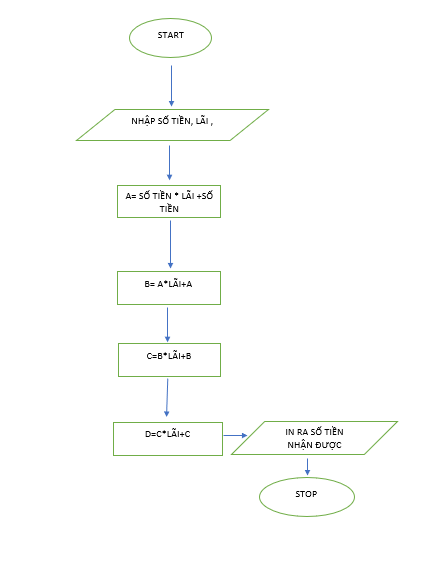 START
NHẬP SỐ TIỀN, LÃI ,
A= SỐ TIỀN * LÃI +SỐ
TIỀN
B= A*LÃI+A
C=B*LÃI+B
D=C*LÃI+C
IN RA SỐ TIỀN
NHẬN ĐƯỢC
STOP